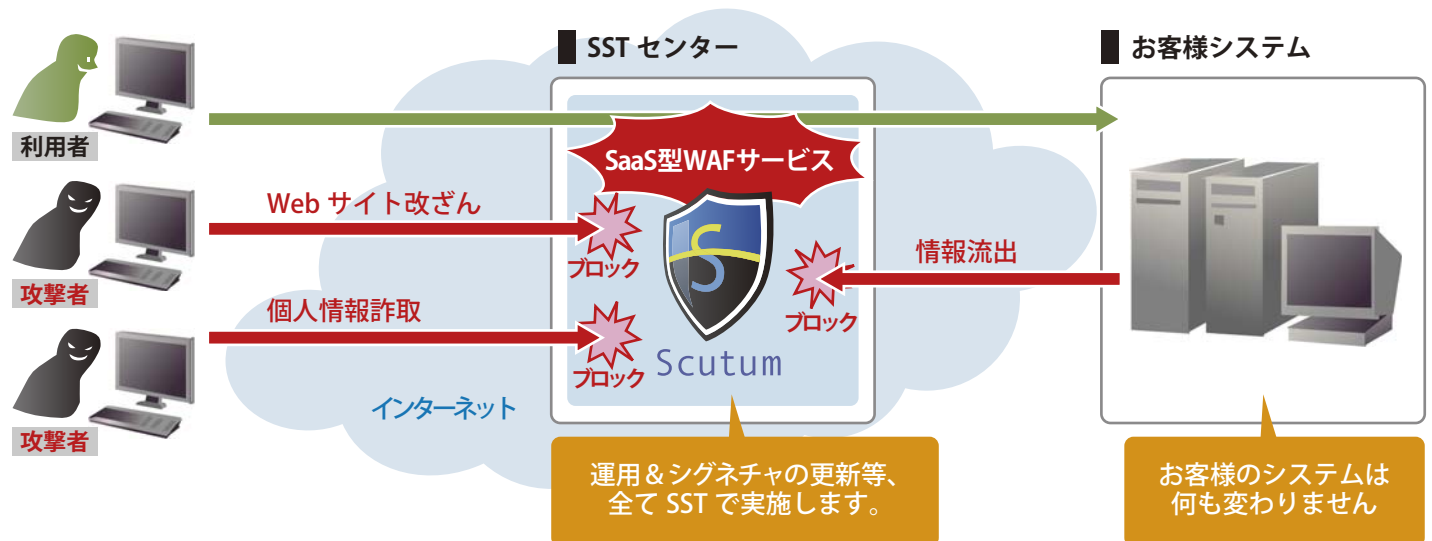 SST センター
お客様システム
利用者
SaaS型WAFサービス
Web サイト改ざん
ブロック
攻撃者
情報流出
ブロック
個人情報詐取
ブロック
Scutum
攻撃者
インターネット
運用＆シグネチャの更新等、
全て SST で実施します。
お客様のシステムは
何も変わりません